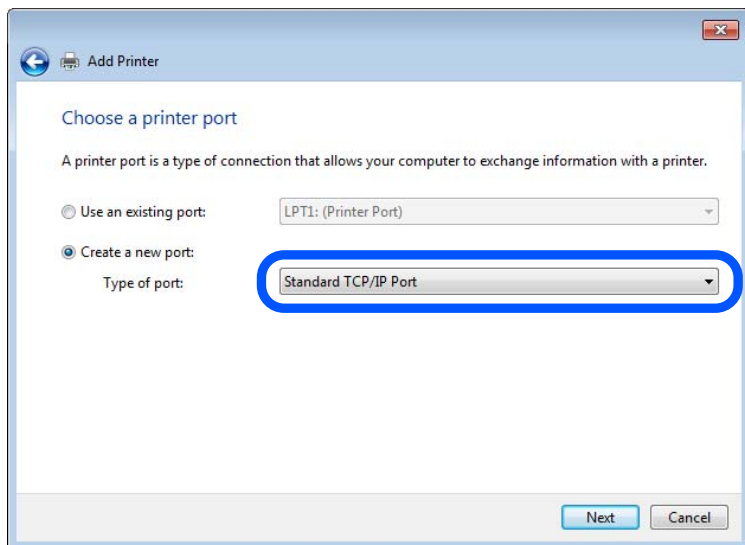 Add Printer
Choose a printer port
A printer port is a type of connection that allows your computer to exchange information with a printer.
Use an existing port: LPT1: (Printer Port)
Create a new port:
Type of port: Standard TCP/IP Port
Next Cancel